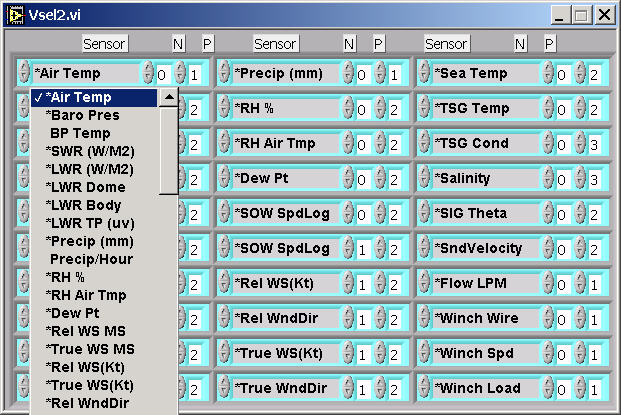 Vsel2.vi
Sensor N P Sensor N P Sensor N P
*Air Temp 0 1 *Precip (mm) 0 1 *Sea Temp 0 2
✓ *Air Temp
*Baro Pres
BP Temp
*SWR (W/M2)
*LWR (W/M2)
*LWR Dome
*LWR Body
*LWR TP (uv)
*Precip (mm)
Precip/Hour
*RH %
*RH Air Tmp
*Dew Pt
*Rel WS MS
*True WS MS
*Rel WS(Kt)
*True WS(Kt)
*Rel WndDir
2 *RH % 0 2 *TSG Temp 0 2
2 *RH Air Tmp 0 2 *TSG Cond 0 3
2 *Dew Pt 0 2 *Salinity 0 3
2 *SOW SpdLog 0 2 *SIG Theta 0 2
2 *SOW SpdLog 1 2 *SndVelocity 0 2
2 *Rel WS(Kt) 1 2 *Flow LPM 0 1
2 *Rel WndDir 1 2 *Winch Wire 0 1
2 *True WS(Kt) 1 2 *Winch Spd 0 1
2 *True WndDir 1 2 *Winch Load 0 1